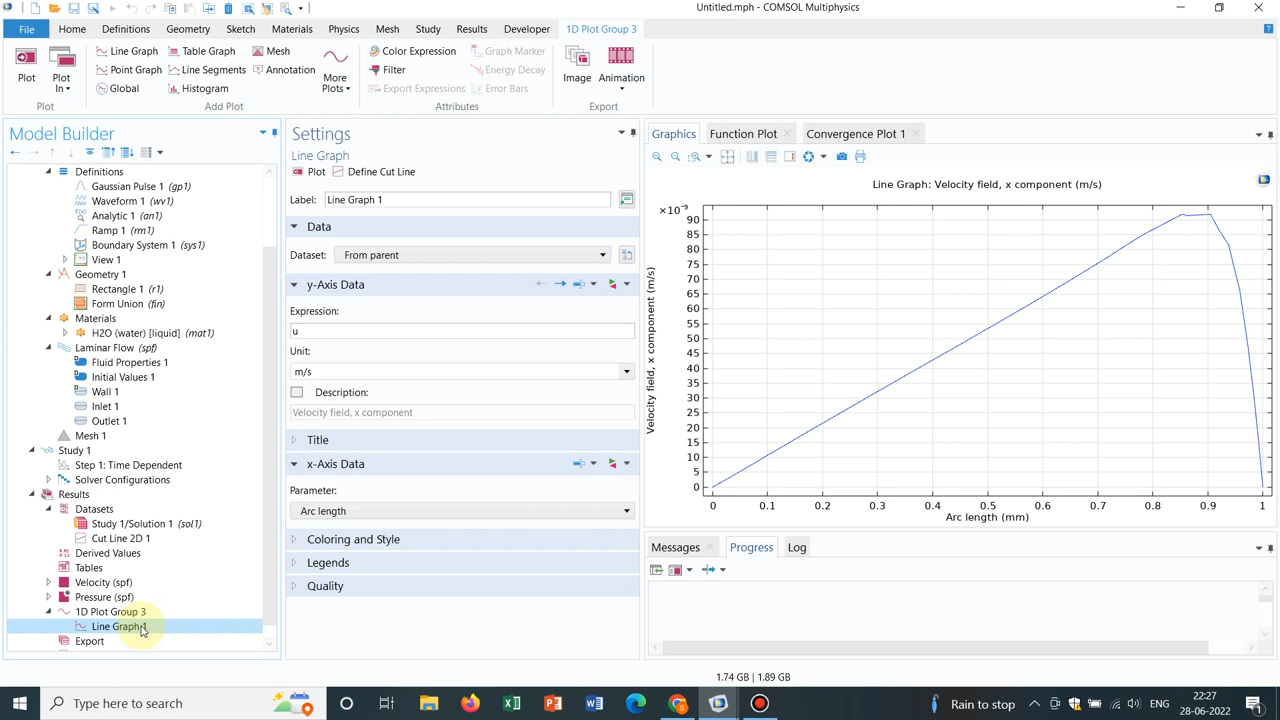 Untitled.mph - COMSOL Multiphysics
File Home Definitions Geometry Sketch Materials Physics Mesh Study Results Developer 1D Plot Group 3
Plot
Plot In
Plot
Line Graph Table Graph Mesh
Point Graph Line Segments Annotation
Global Histogram
More Plots
Add Plot
Color Expression Graph Marker
Filter Energy Decay
Export Expressions Error Bars
Attributes
Image Animation
Export
Model Builder
Definitions
Gaussian Pulse 1 (gp1)
Waveform 1 (wv1)
Analytic 1 (an1)
Ramp 1 (rm1)
Boundary System 1 (sys1)
View 1
Geometry 1
Rectangle 1 (r1)
Form Union (fin)
Materials
H2O (water) [liquid] (mat1)
Laminar Flow (spf)
Fluid Properties 1
Initial Values 1
Wall 1
Inlet 1
Outlet 1
Mesh 1
Study 1
Step 1: Time Dependent
Solver Configurations
Results
Datasets
Study 1/Solution 1 (sol1)
Cut Line 2D 1
Derived Values
Tables
Velocity (spf)
Pressure (spf)
1D Plot Group 3
Line Graph 1
Export
Settings
Line Graph
Plot Define Cut Line
Label: Line Graph 1
Data
Dataset: From parent
y-Axis Data
Expression:
u
Unit:
m/s
Description:
Velocity field, x component
Title
x-Axis Data
Parameter:
Arc length
Coloring and Style
Legends
Quality
Graphics Function Plot Convergence Plot 1
Line Graph: Velocity field, x component (m/s)
×10⁻⁹
90
85
80
75
70
65
60
55
50
45
40
35
30
25
20
15
10
5
0
Velocity field, x component (m/s)
0 0.1 0.2 0.3 0.4 0.5 0.6 0.7 0.8 0.9 1
Arc length (mm)
Messages Progress Log
1.74 GB | 1.89 GB
Type here to search
Rain to stop
ENG
22:27
28-06-2022